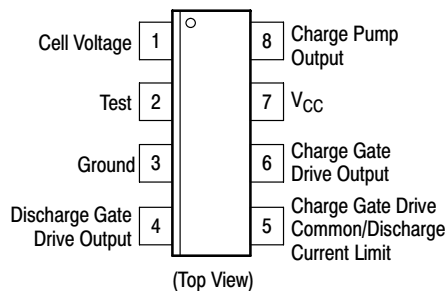 Cell Voltage 1
Test 2
Ground 3
Discharge Gate
Drive Output 4
8 Charge Pump
Output
7 VCC
6 Charge Gate
Drive Output
5 Charge Gate Drive
Common/Discharge
Current Limit
(Top View)